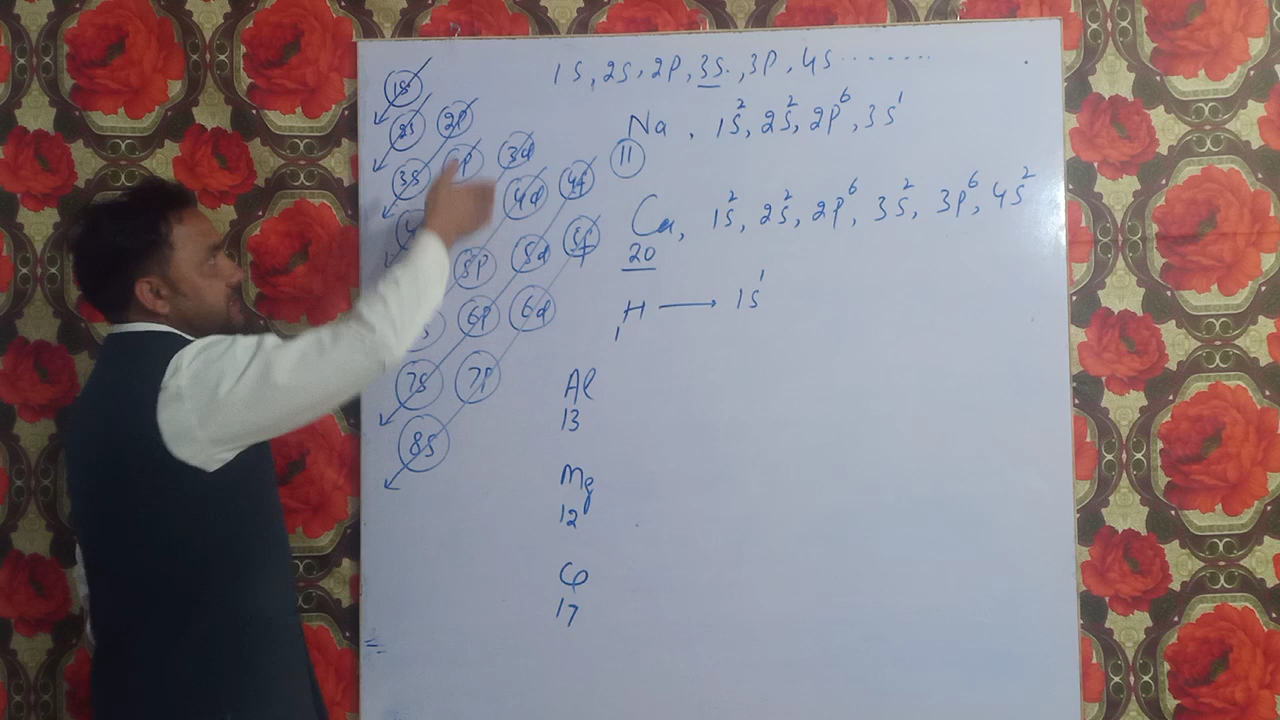 1s, 2s, 2p, 3s, 3p, 4s.......
1s
2s 2p
3s p 3d
4d 4f
5p 5d 5f
6p 6d
7s 7p
8s
Na, 1s², 2s², 2p⁶, 3s¹
11
Ca, 1s², 2s², 2p⁶, 3s², 3p⁶, 4s²
20
₁H ⟶ 1s¹
Al
13
Mg
12
Cl
17